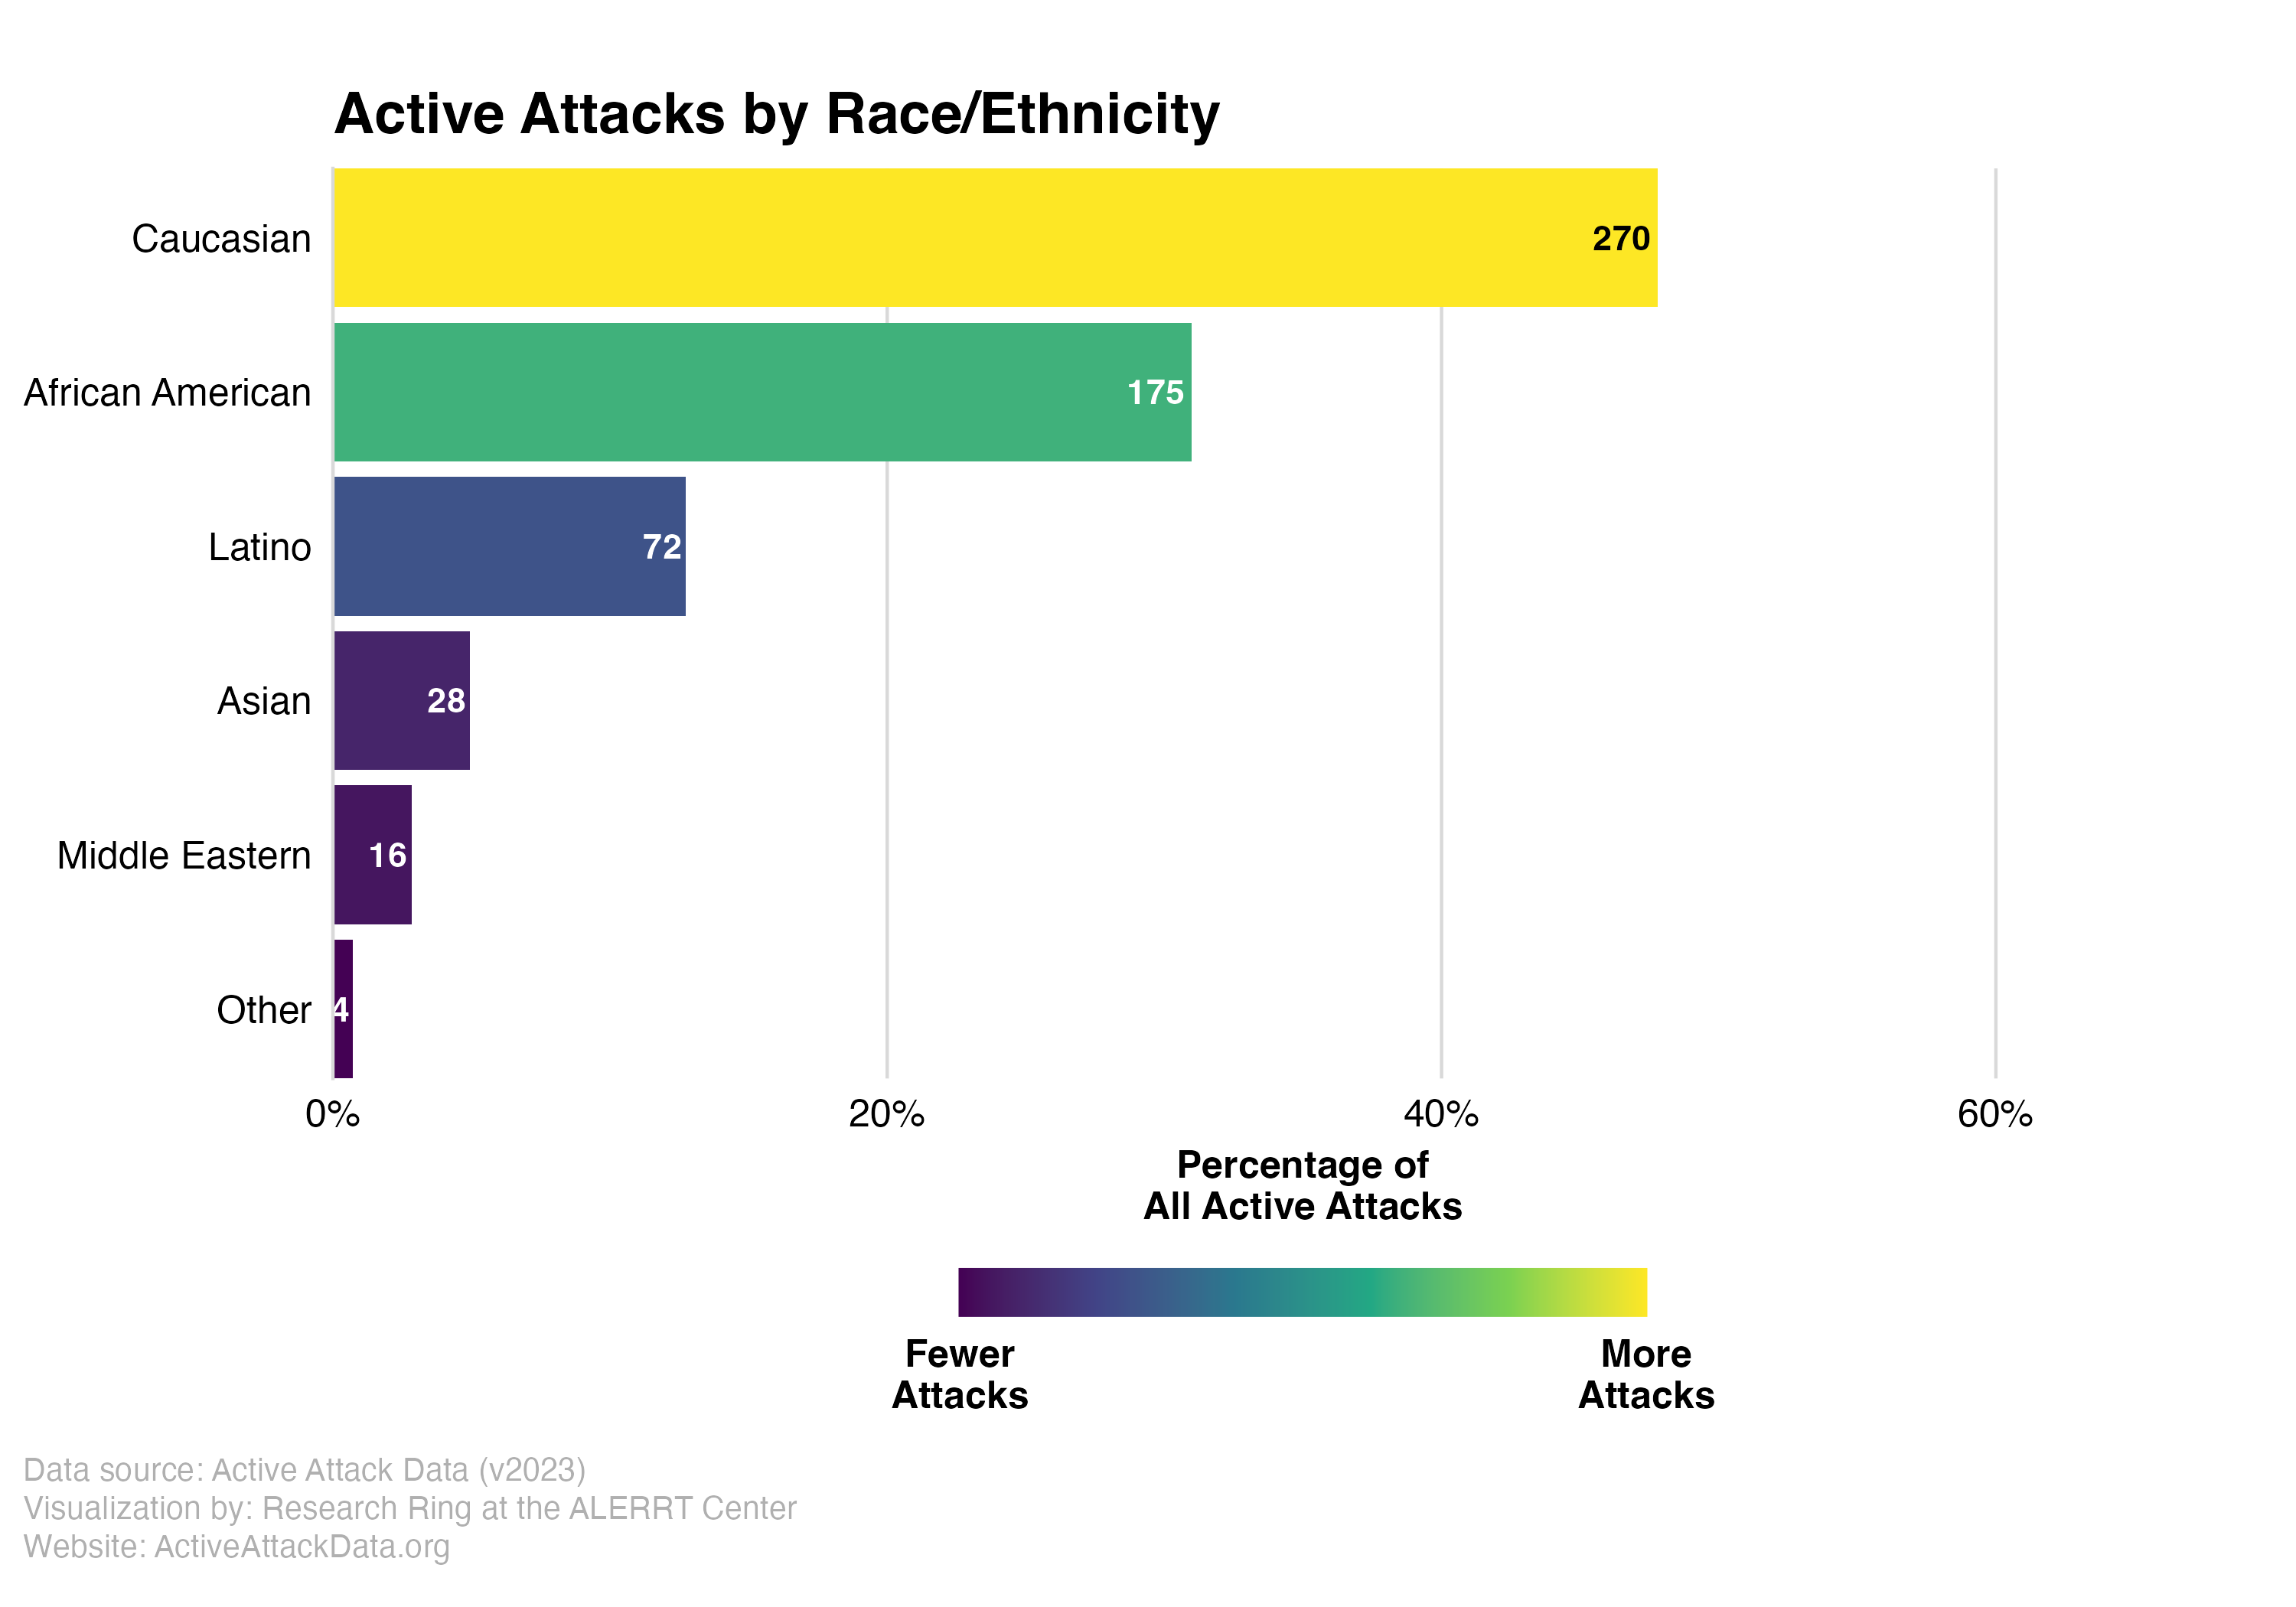 Active Attacks by Race/Ethnicity
Caucasian
270
African American
175
Latino
72
Asian
28
Middle Eastern
16
Other
4
0%
20%
40%
60%
Percentage of
All Active Attacks
Fewer
Attacks
More
Attacks
Data source: Active Attack Data (v2023)
Visualization by: Research Ring at the ALERRT Center
Website: ActiveAttackData.org